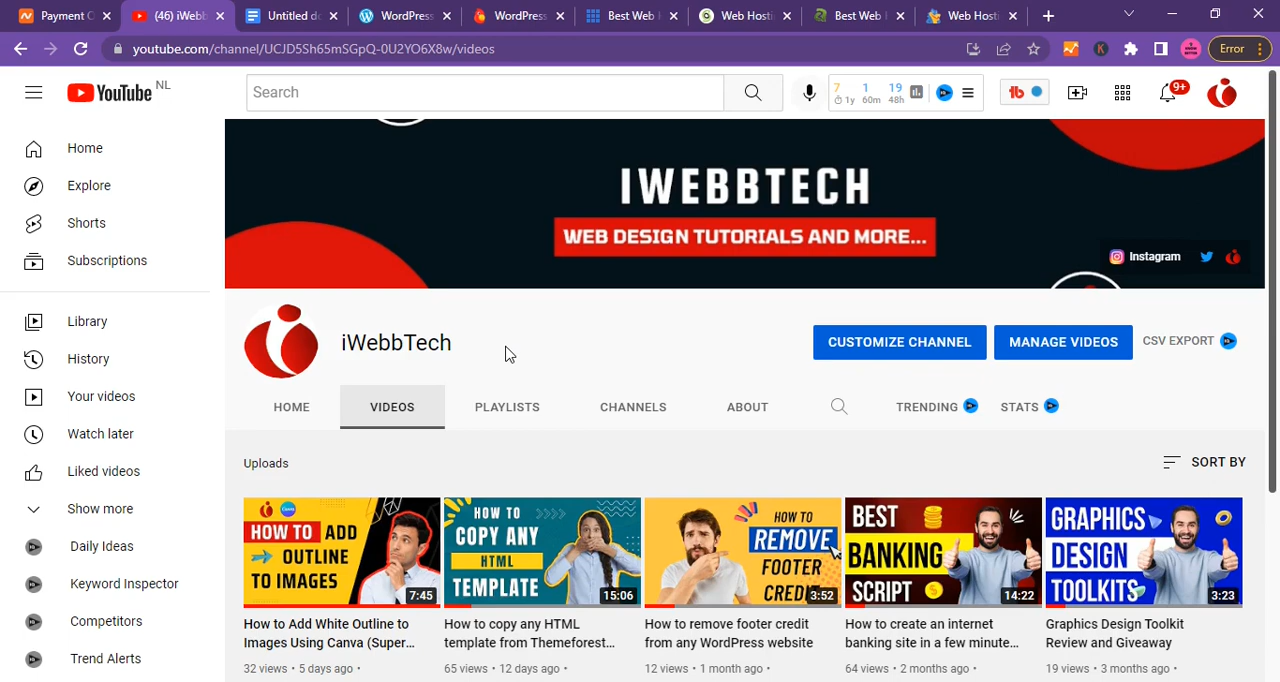 Payment C
(46) iWebb
Untitled do
WordPress
WordPress
Best Web
Web Hosti
Best Web
Web Hosti
youtube.com/channel/UCJD5Sh65mSGpQ-0U2YO6X8w/videos
Error
YouTube NL
Search
7 1 19
1y 60m 48h
9+
Home
Explore
Shorts
Subscriptions
Library
History
Your videos
Watch later
Liked videos
Show more
Daily Ideas
Keyword Inspector
Competitors
Trend Alerts
IWEBBTECH
WEB DESIGN TUTORIALS AND MORE...
Instagram
iWebbTech
CUSTOMIZE CHANNEL
MANAGE VIDEOS
CSV EXPORT
HOME
VIDEOS
PLAYLISTS
CHANNELS
ABOUT
TRENDING
STATS
Uploads
SORT BY
HOW TO ADD
OUTLINE
TO IMAGES
7:45
How to Add White Outline to
Images Using Canva (Super...
32 views • 5 days ago •
HOW TO
COPY ANY
HTML
TEMPLATE
15:06
How to copy any HTML
template from Themeforest...
65 views • 12 days ago •
HOW TO
REMOVE
FOOTER
CREDIT
3:52
How to remove footer credit
from any WordPress website
12 views • 1 month ago •
BEST
BANKING
SCRIPT
14:22
How to create an internet
banking site in a few minute...
64 views • 2 months ago •
GRAPHICS
DESIGN
TOOLKITS
3:23
Graphics Design Toolkit
Review and Giveaway
19 views • 3 months ago •